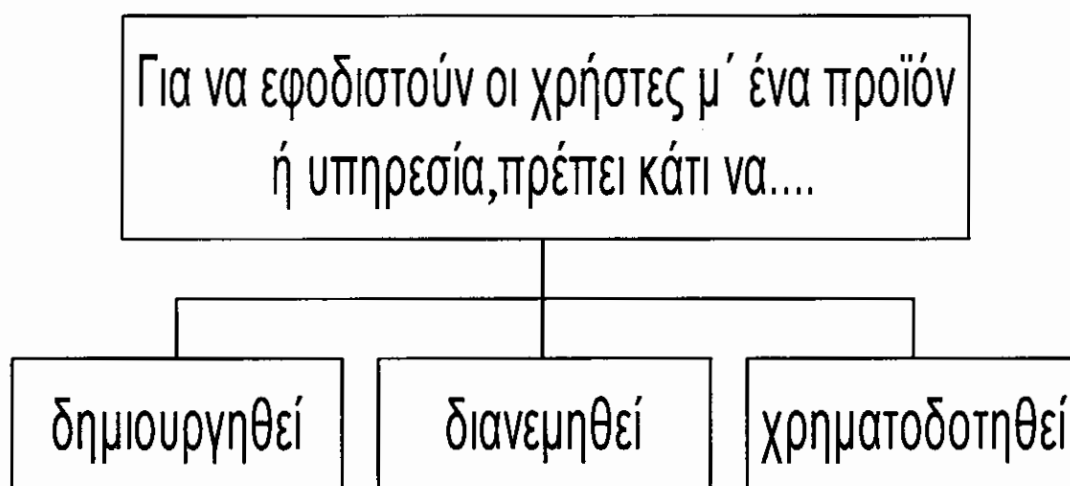 Για να εφοδιστούν οι χρήστες μ΄ ένα προϊόν
ή υπηρεσία,πρέπει κάτι να....
δημιουργηθεί
διανεμηθεί
χρηματοδοτηθεί